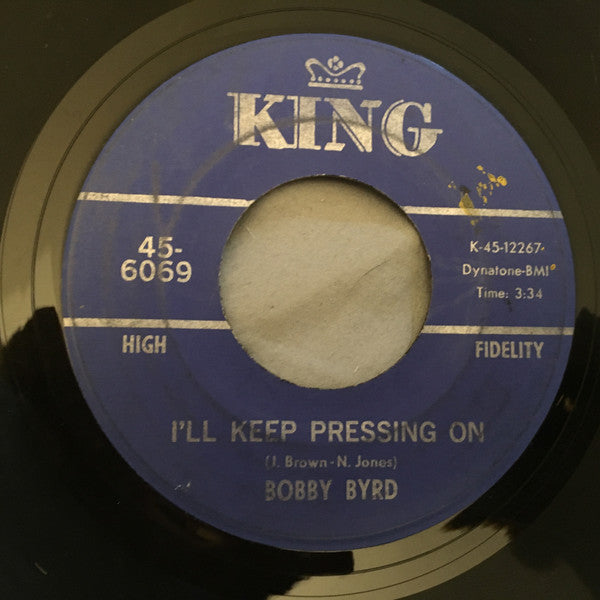 KING
45-
6069
K-45-12267
Dynatone-BMI
Time: 3:34
HIGH
FIDELITY
I'LL KEEP PRESSING ON
(J. Brown-N. Jones)
BOBBY BYRD